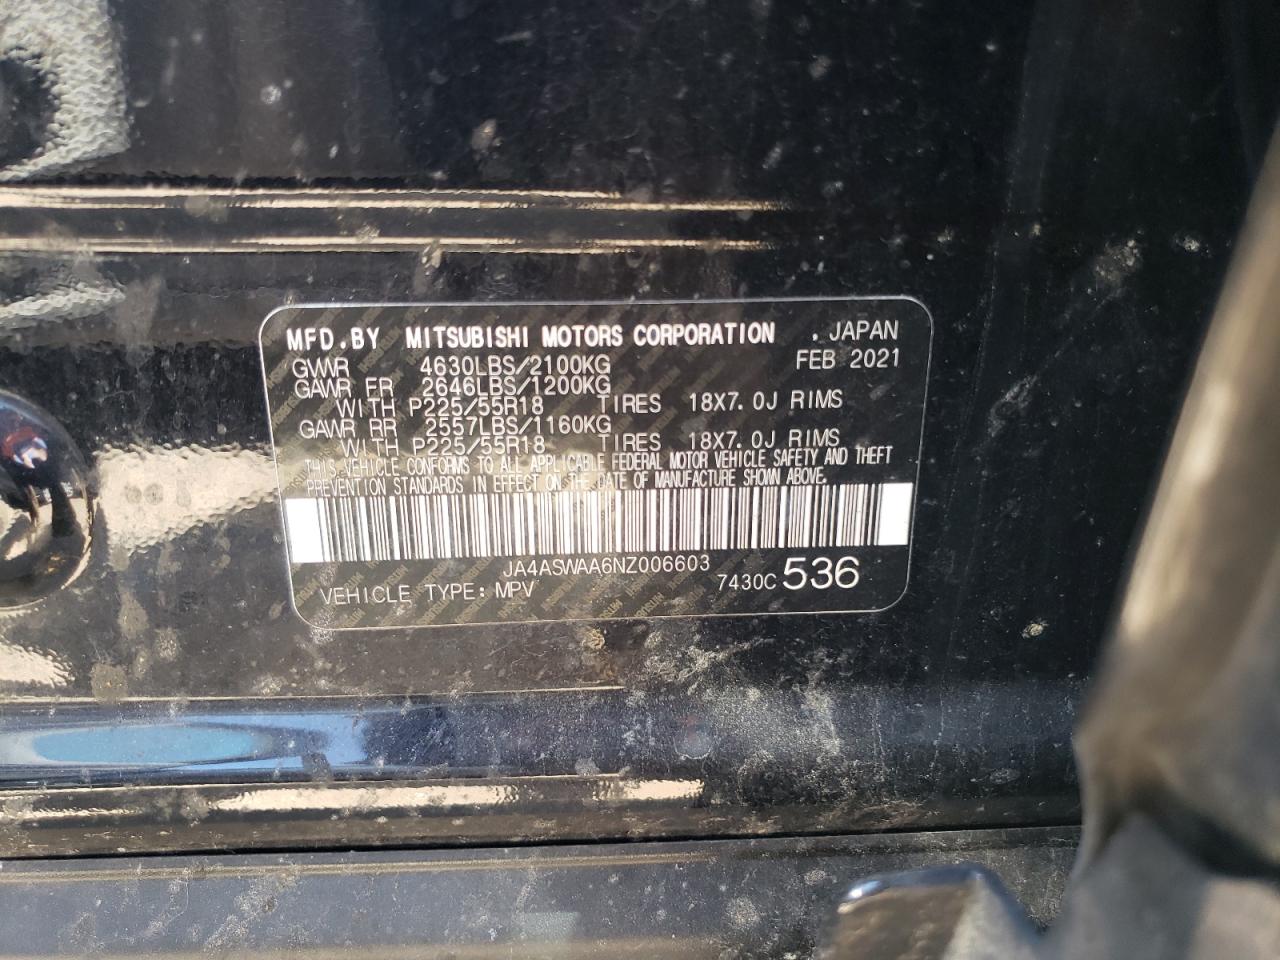 MFD.BY MITSUBISHI MOTORS CORPORATION , JAPAN
GVWR 4630LBS/2100KG FEB 2021
GAWR FR 2646LBS/1200KG
WITH P225/55R18 TIRES 18X7.0J RIMS
GAWR RR 2557LBS/1160KG
WITH P225/55R18 TIRES 18X7.0J RIMS
THIS VEHICLE CONFORMS TO ALL APPLICABLE FEDERAL MOTOR VEHICLE SAFETY AND THEFT
PREVENTION STANDARDS IN EFFECT ON THE DATE OF MANUFACTURE SHOWN ABOVE.
JA4ASWAA6NZ006603
VEHICLE TYPE: MPV 7430C 536